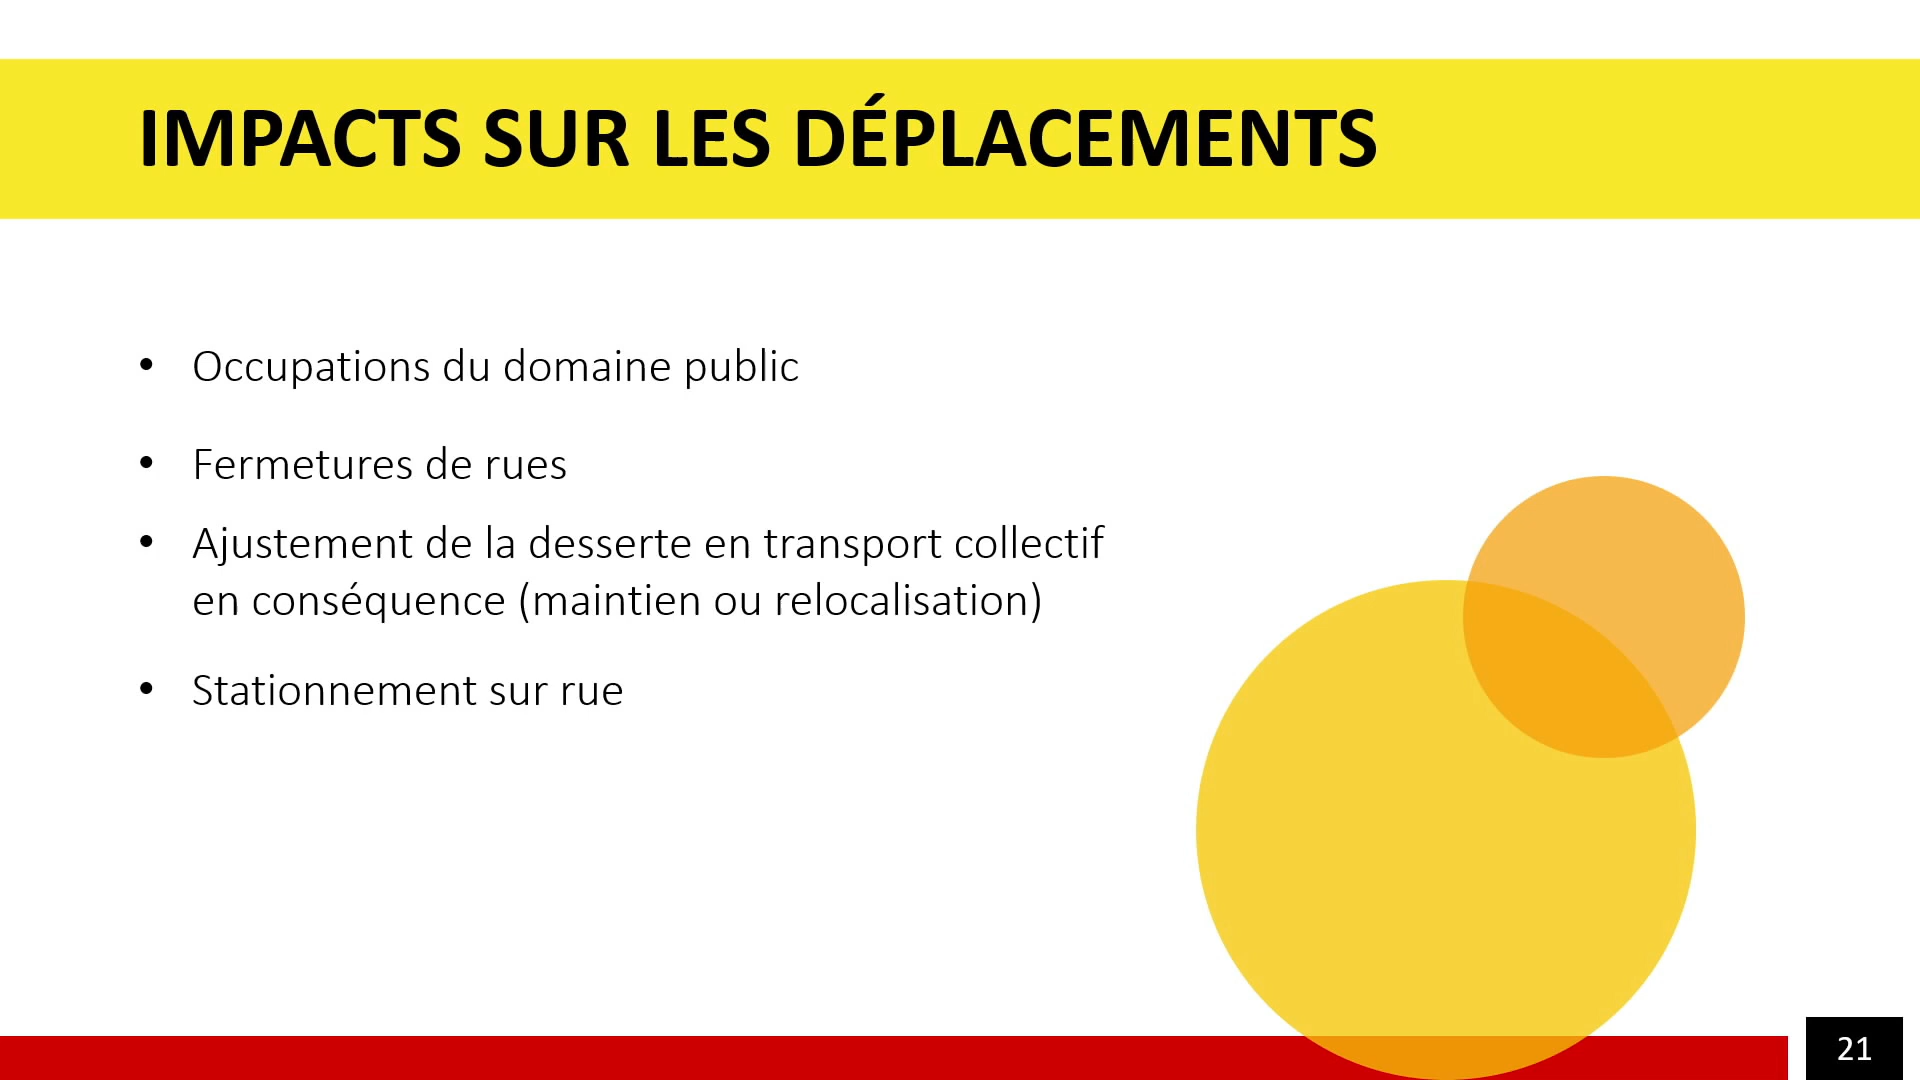 IMPACTS SUR LES DÉPLACEMENTS
• Occupations du domaine public
• Fermetures de rues
• Ajustement de la desserte en transport collectif
en conséquence (maintien ou relocalisation)
• Stationnement sur rue
21